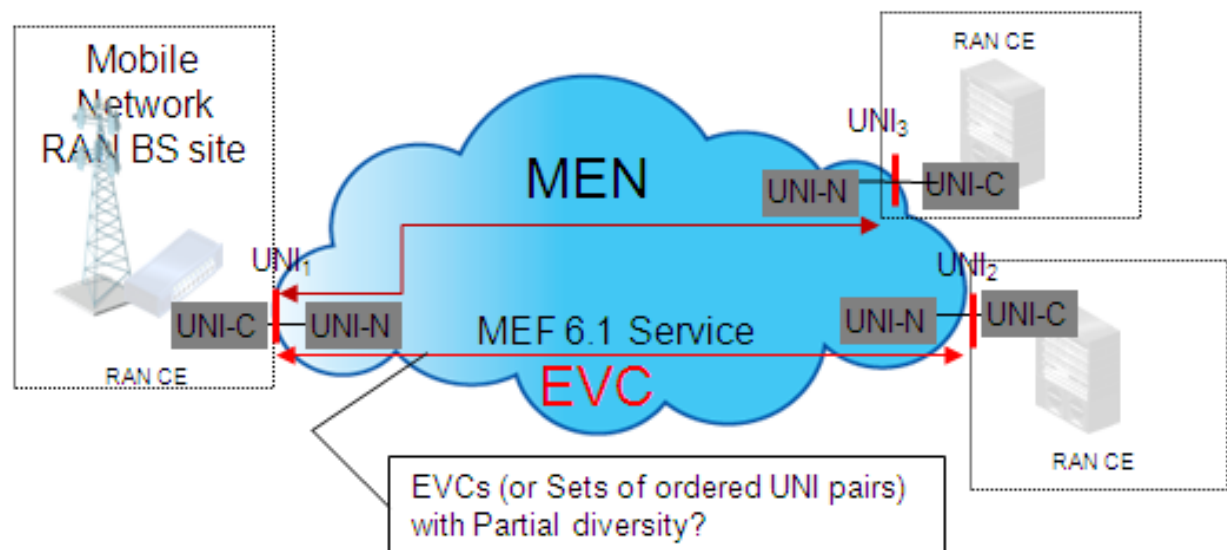 Mobile
Network
RAN BS site
UNI₁
UNI-C
UNI-N
RAN CE
MEN
MEF 6.1 Service
EVC
RAN CE
UNI₃
UNI-N
UNI-C
UNI₂
UNI-N
UNI-C
RAN CE
EVCs (or Sets of ordered UNI pairs)
with Partial diversity?